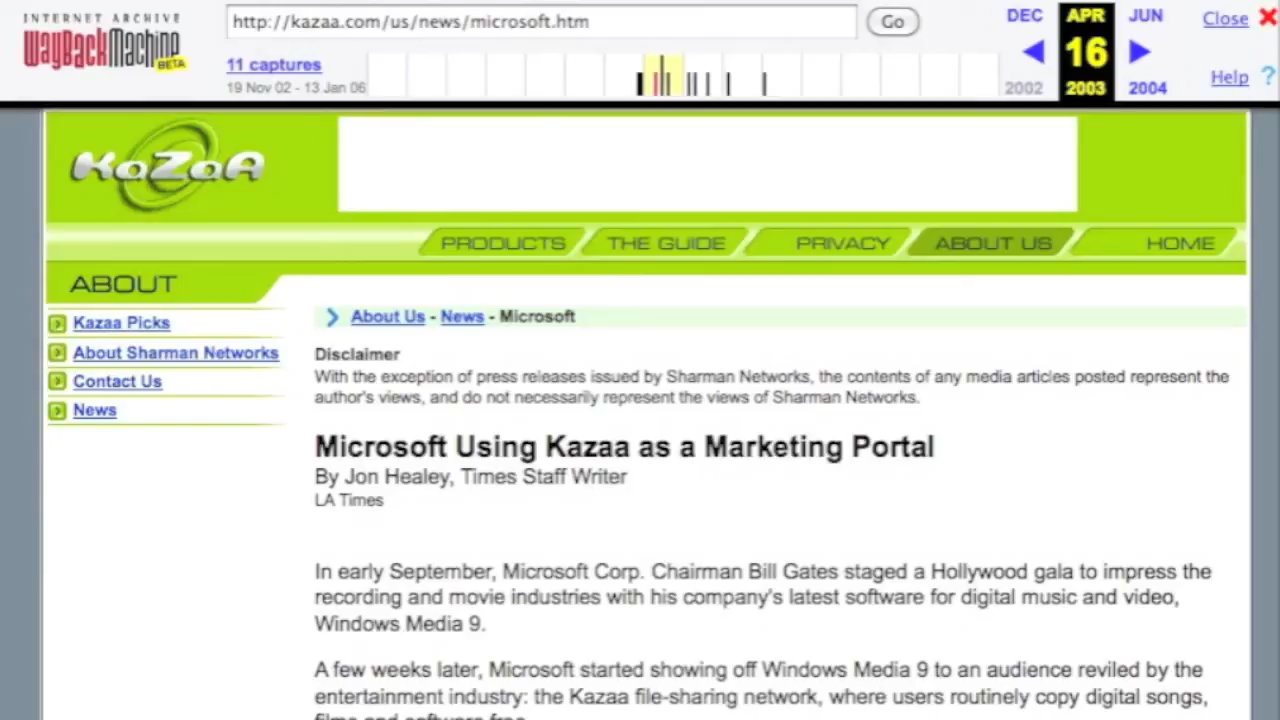 INTERNET ARCHIVE
WayBackMachine
BETA
http://kazaa.com/us/news/microsoft.htm
Go
DEC APR JUN
Close
11 captures
16
19 Nov 02 - 13 Jan 06
2002 2003 2004
Help ?
KaZaA
PRODUCTS THE GUIDE PRIVACY ABOUT US HOME
ABOUT
Kazaa Picks
About Sharman Networks
Contact Us
News
About Us - News - Microsoft
Disclaimer
With the exception of press releases issued by Sharman Networks, the contents of any media articles posted represent the
author's views, and do not necessarily represent the views of Sharman Networks.
Microsoft Using Kazaa as a Marketing Portal
By Jon Healey, Times Staff Writer
LA Times
In early September, Microsoft Corp. Chairman Bill Gates staged a Hollywood gala to impress the
recording and movie industries with his company's latest software for digital music and video,
Windows Media 9.
A few weeks later, Microsoft started showing off Windows Media 9 to an audience reviled by the
entertainment industry: the Kazaa file-sharing network, where users routinely copy digital songs,
films and software free.